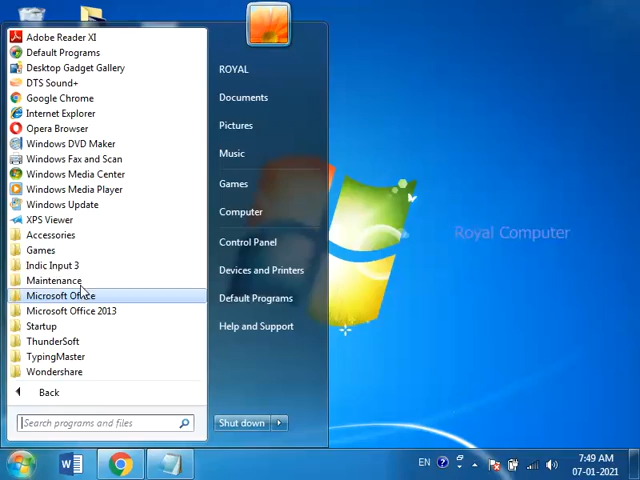 Adobe Reader XI
Default Programs
Desktop Gadget Gallery
DTS Sound+
Google Chrome
Internet Explorer
Opera Browser
Windows DVD Maker
Windows Fax and Scan
Windows Media Center
Windows Media Player
Windows Update
XPS Viewer
Accessories
Games
Indic Input 3
Maintenance
Microsoft Office
Microsoft Office 2013
Startup
ThunderSoft
TypingMaster
Wondershare
Back
Search programs and files
ROYAL
Documents
Pictures
Music
Games
Computer
Control Panel
Devices and Printers
Default Programs
Help and Support
Shut down
Royal Computer
EN
7:49 AM
07-01-2021